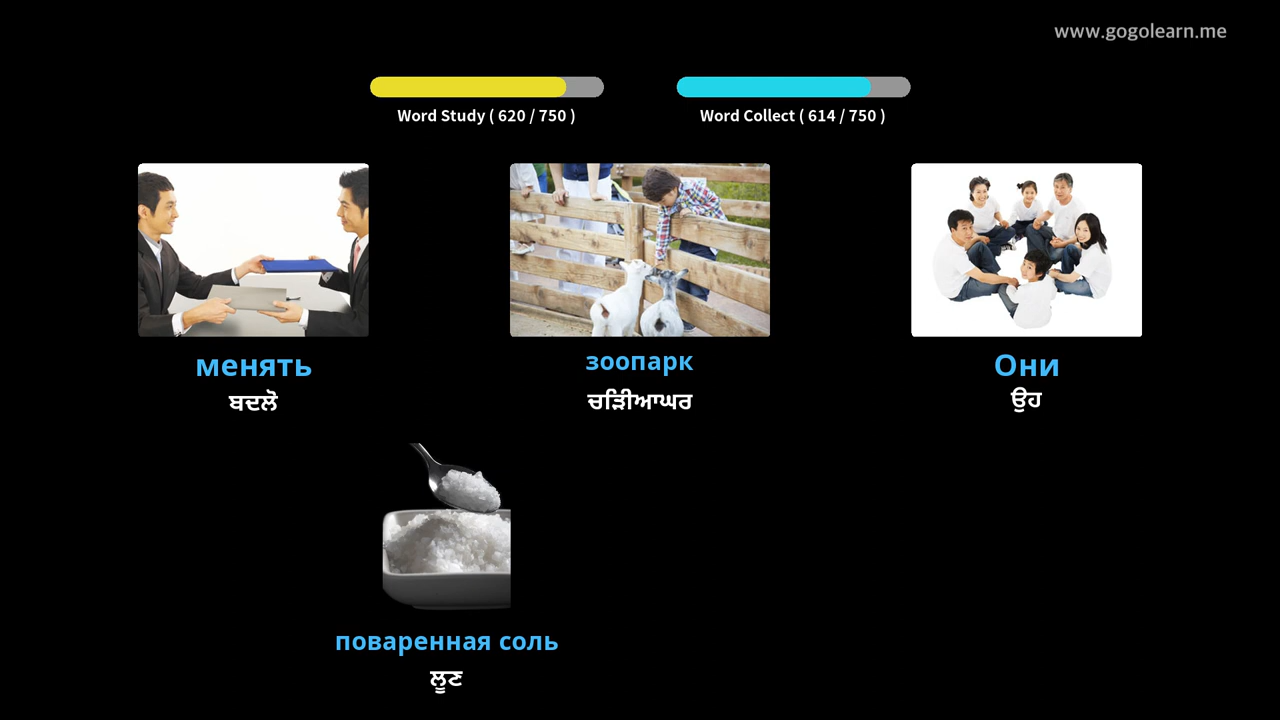 www.gogolearn.me
Word Study ( 620 / 750 )
Word Collect ( 614 / 750 )
менять
зоопарк
Они
ਬਦਲੋ
ਚਿੜੀਆਘਰ
ਉਹ
поваренная соль
ਲੂਣ